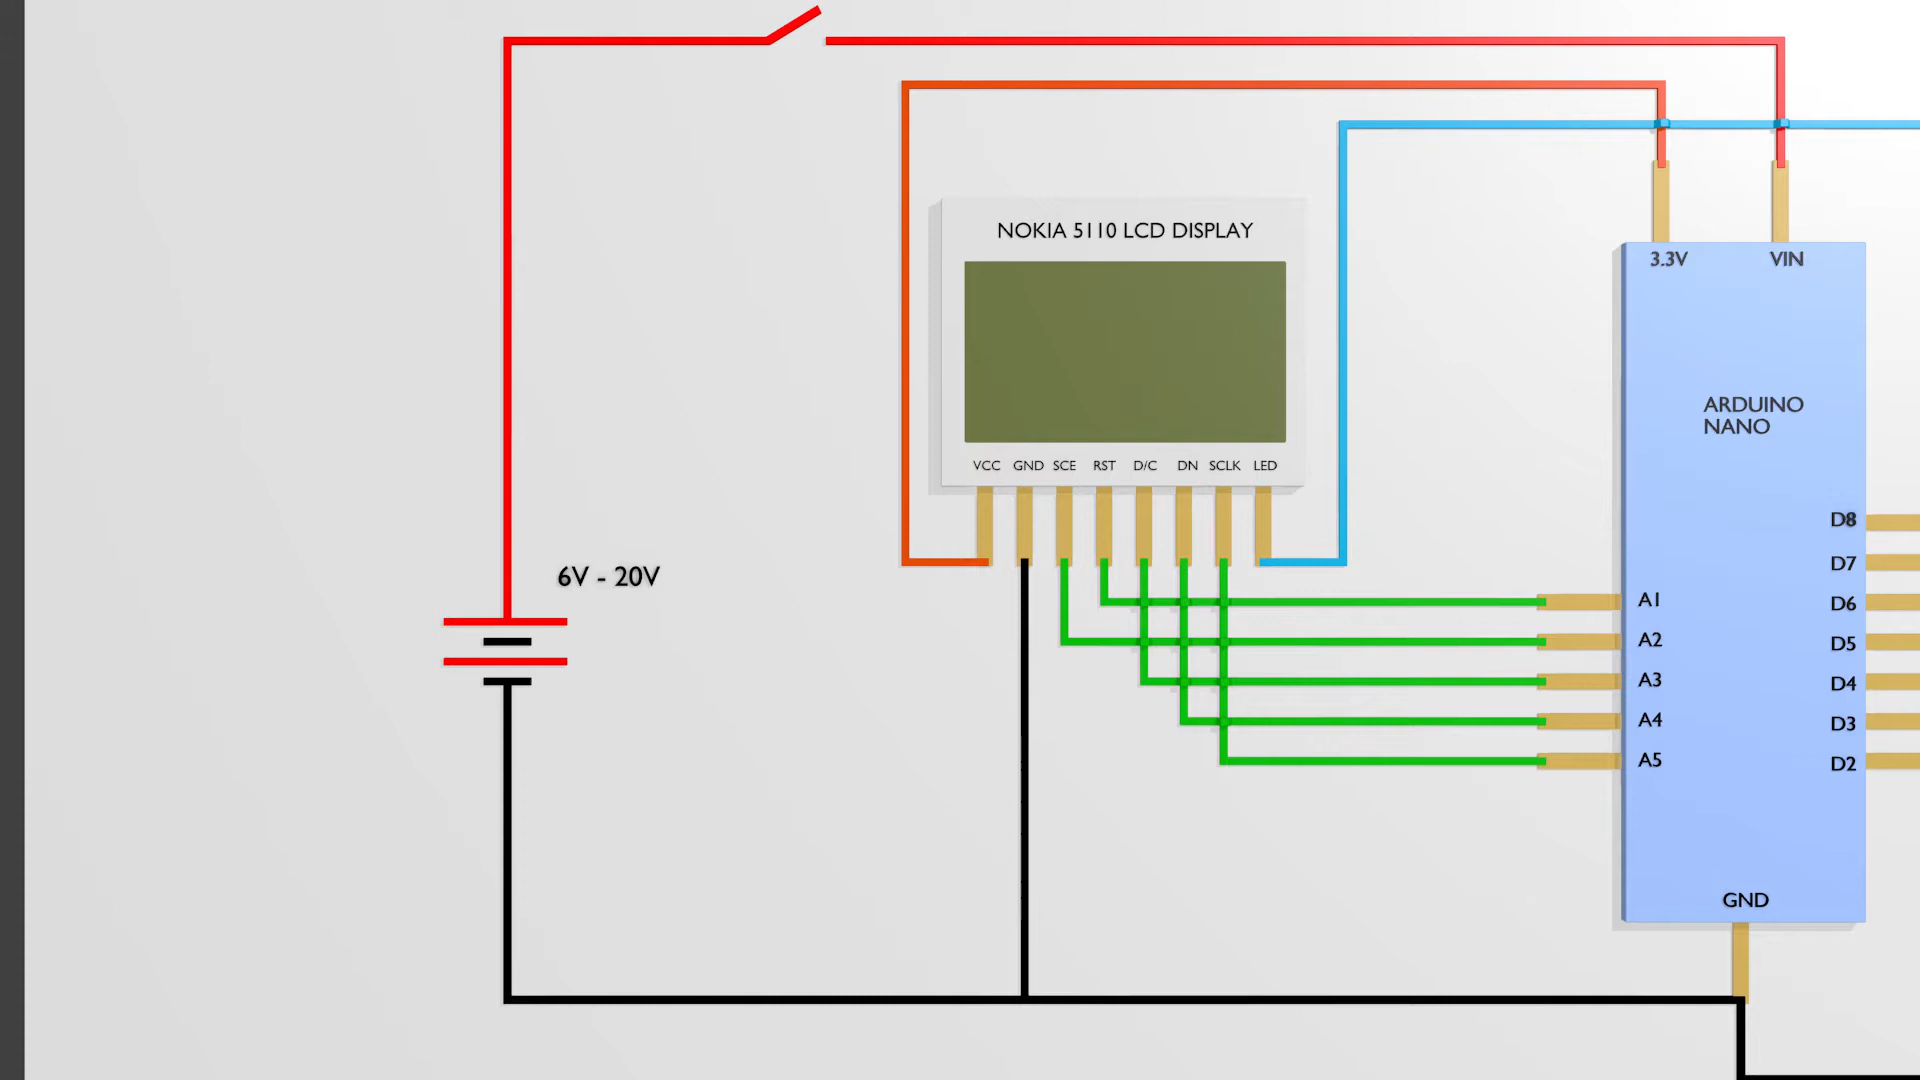 NOKIA 5110 LCD DISPLAY
3.3V VIN
ARDUINO
NANO
VCC GND SCE RST D/C DN SCLK LED
6V - 20V
D8
D7
A1 D6
A2 D5
A3 D4
A4 D3
A5 D2
GND